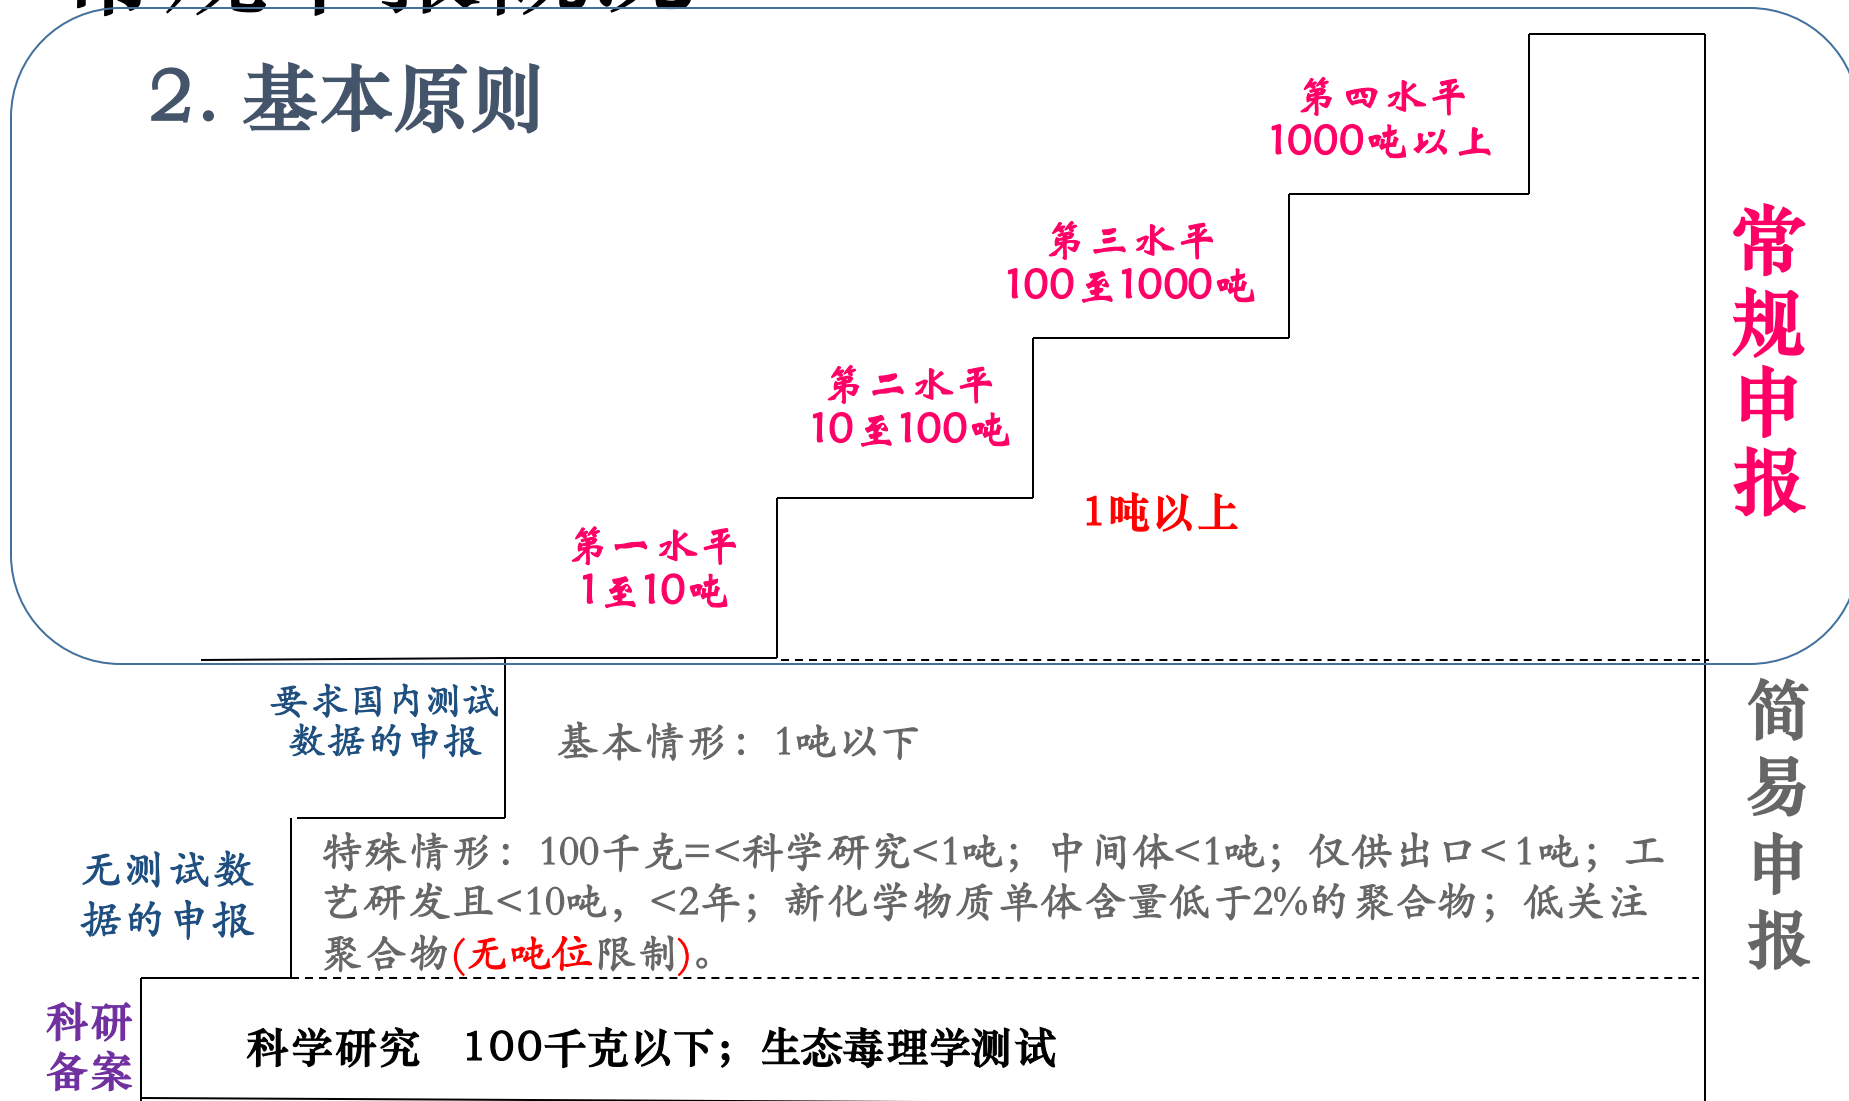 2. 基本原则
第四水平
1000吨以上
第三水平
100至1000吨
第二水平
10至100吨
1吨以上
第一水平
1至10吨
常规申报
要求国内测试
数据的申报
基本情形：1吨以下
无测试数
据的申报
特殊情形：100千克=<科学研究<1吨；中间体<1吨；仅供出口<1吨；工
艺研发且<10吨，<2年；新化学物质单体含量低于2%的聚合物；低关注
聚合物(无吨位限制)。
简易申报
科研
备案
科学研究 100千克以下；生态毒理学测试